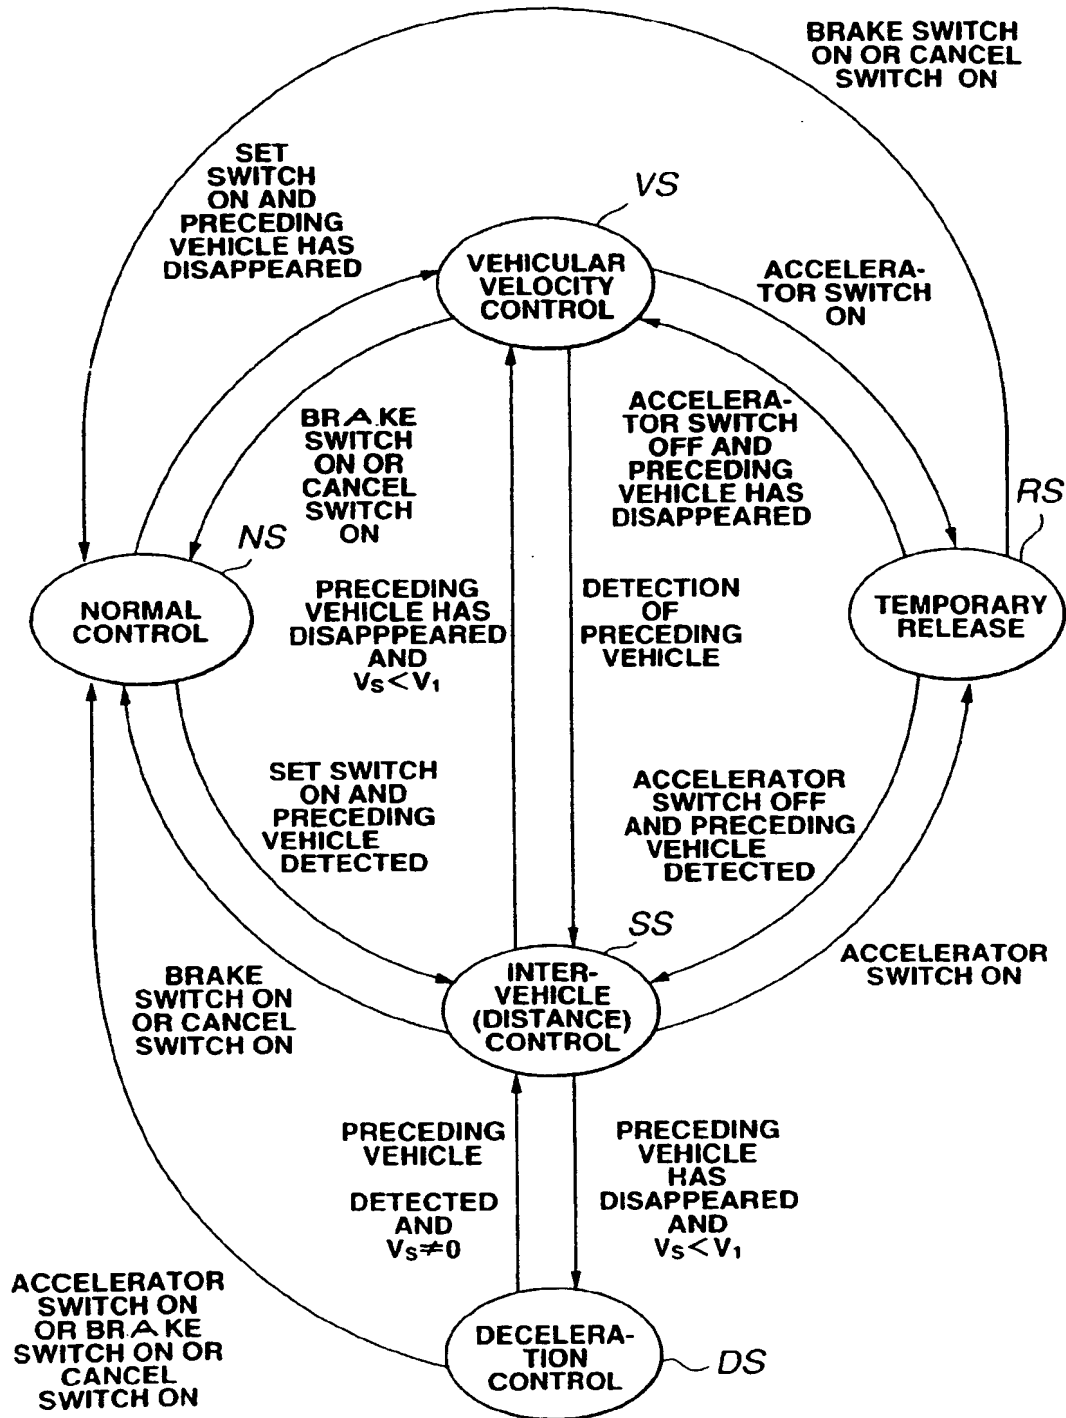 BRAKE SWITCH
ON OR CANCEL
SWITCH ON
SET
SWITCH
ON AND
PRECEDING
VEHICLE HAS
DISAPPEARED
VS
VEHICULAR
VELOCITY
CONTROL
ACCELERA-
TOR SWITCH
ON
BRAKE
SWITCH
ON OR
CANCEL
SWITCH
ON
ACCELERA-
TOR SWITCH
OFF AND
PRECEDING
VEHICLE HAS
DISAPPEARED
NS
RS
NORMAL
CONTROL
PRECEDING
VEHICLE HAS
DISAPPPEARED
AND
VS<V1
DETECTION
OF
PRECEDING
VEHICLE
TEMPORARY
RELEASE
SET SWITCH
ON AND
PRECEDING
VEHICLE
DETECTED
ACCELERATOR
SWITCH OFF
AND PRECEDING
VEHICLE
DETECTED
SS
BRAKE
SWITCH ON
OR CANCEL
SWITCH ON
INTER-
VEHICLE
(DISTANCE)
CONTROL
ACCELERATOR
SWITCH ON
PRECEDING
VEHICLE
DETECTED
AND
VS≠0
PRECEDING
VEHICLE
HAS
DISAPPEARED
AND
VS<V1
ACCELERATOR
SWITCH ON
OR BRAKE
SWITCH ON OR
CANCEL
SWITCH ON
DECELERA-
TION
CONTROL
DS